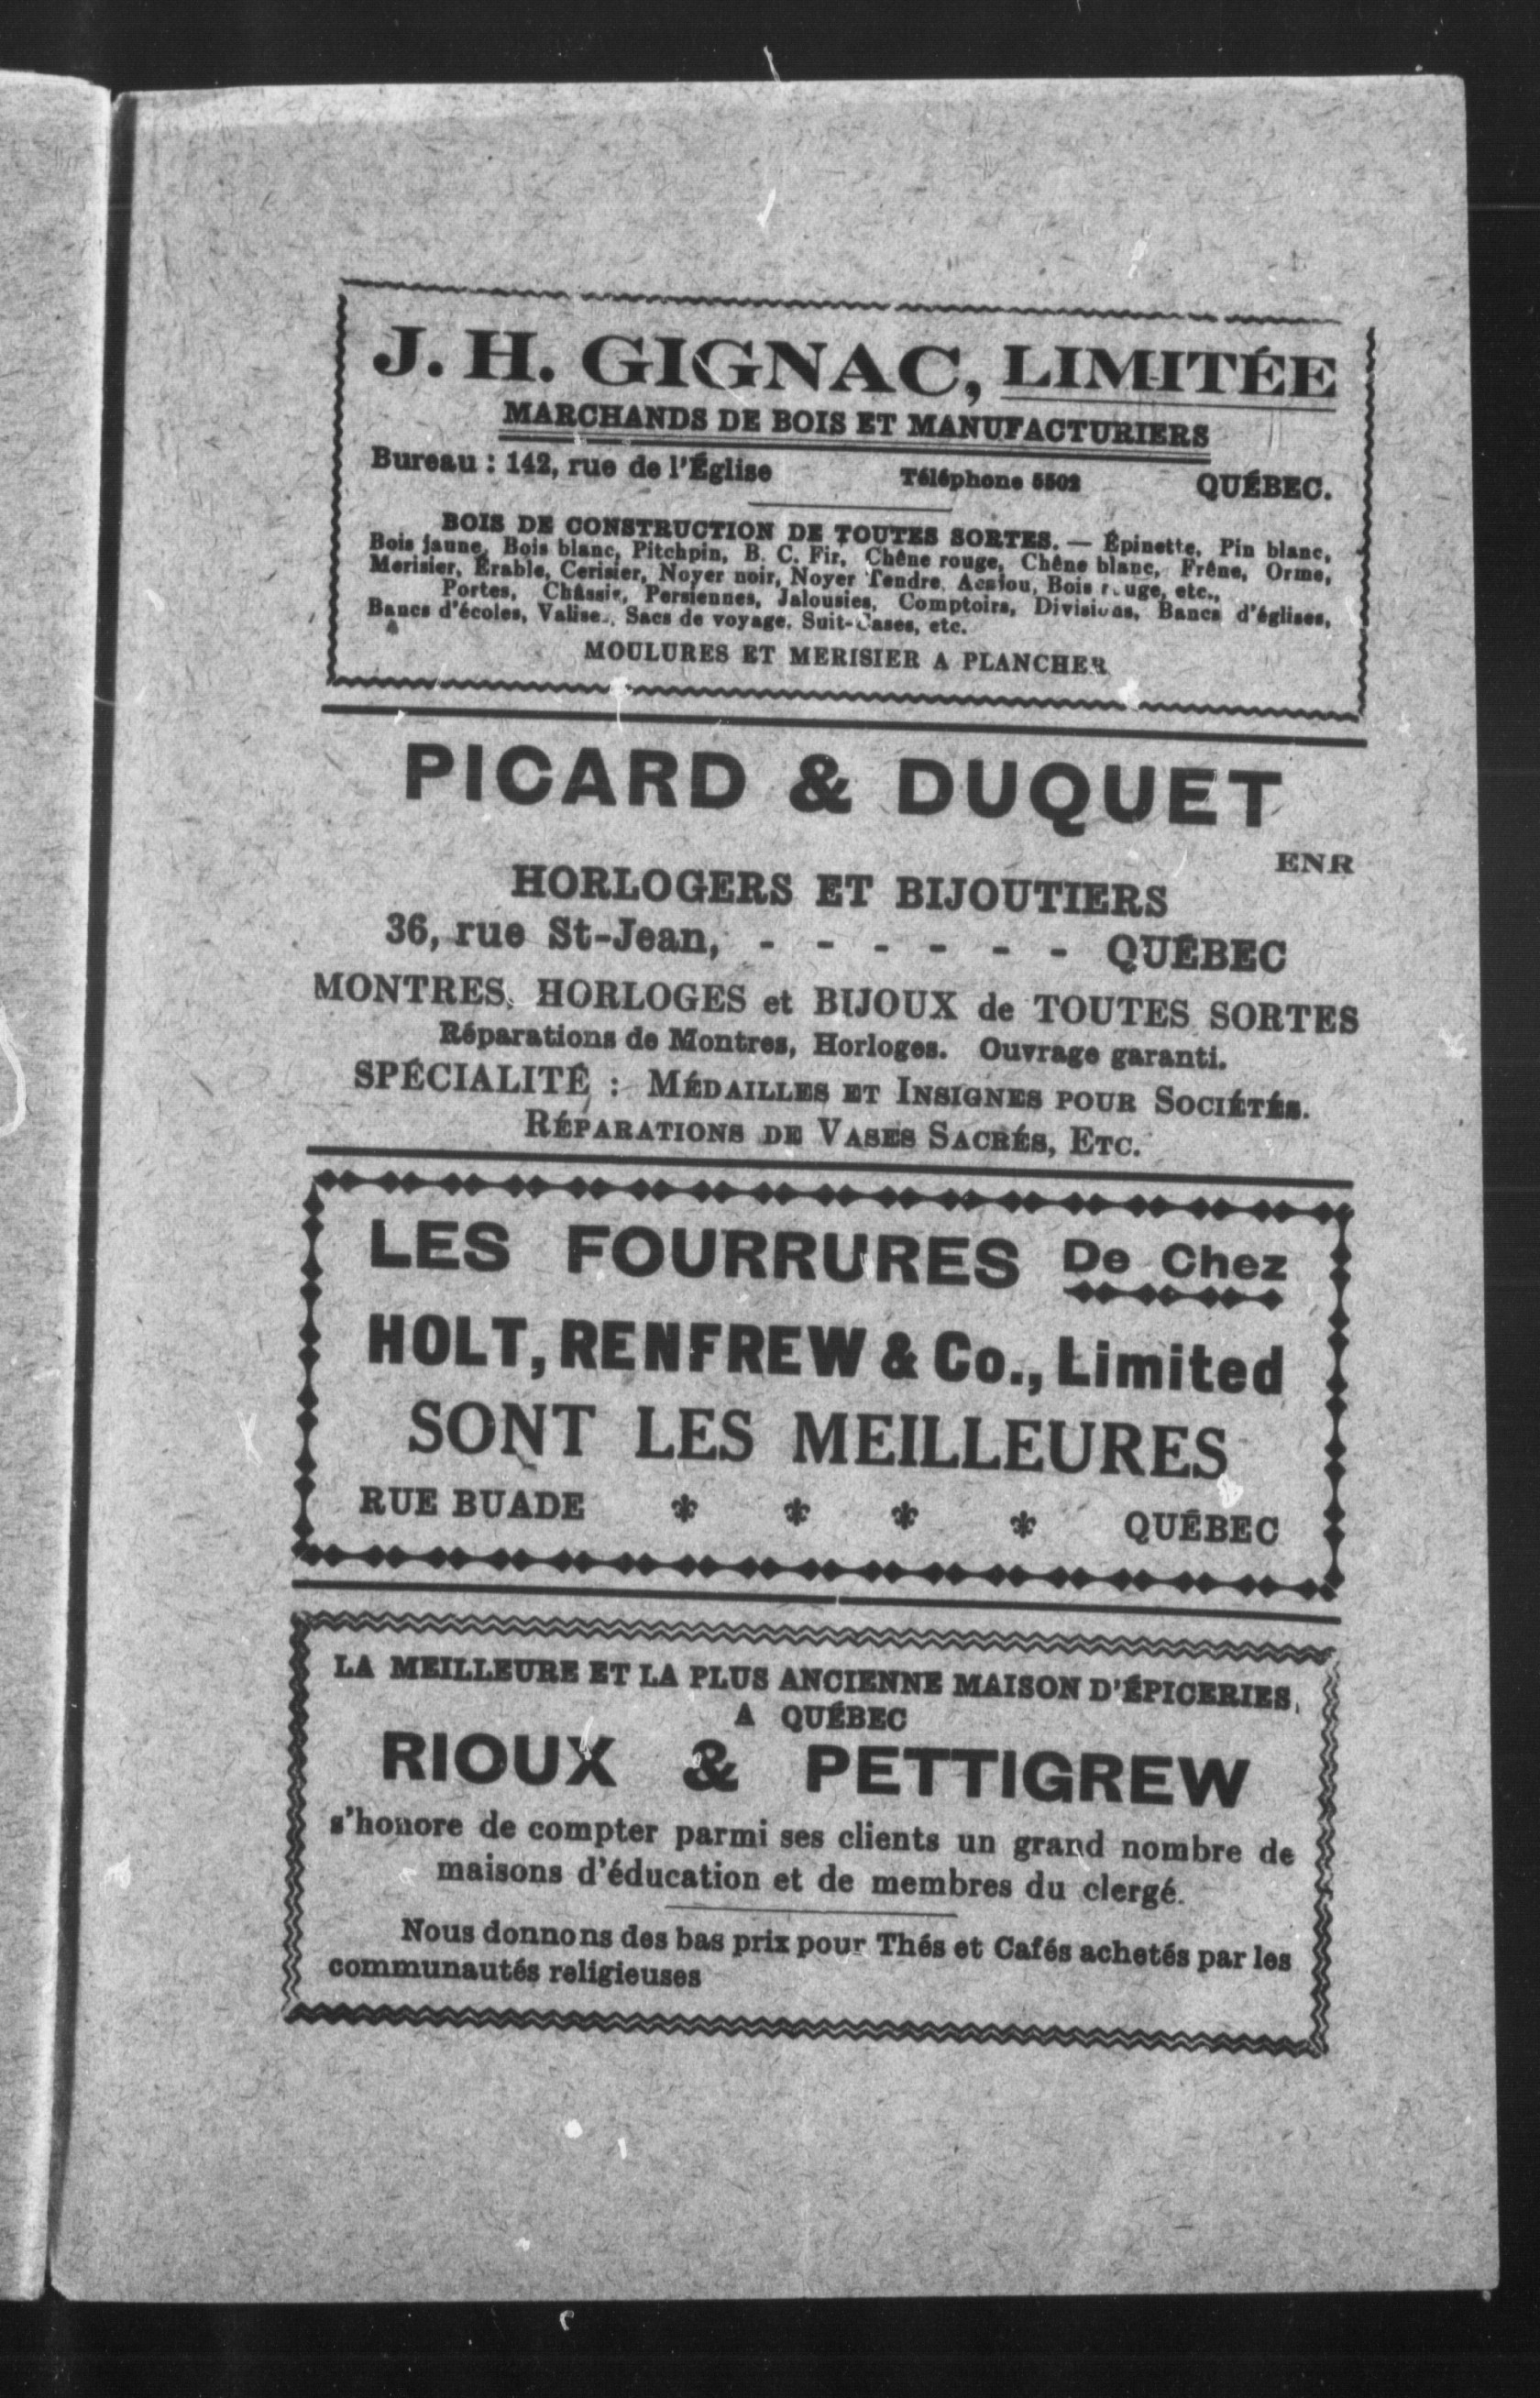 J. H. GIGNAC, LIMITÉE
MARCHANDS DE BOIS ET MANUFACTURIERS
Bureau : 142, rue de l'Église Téléphone 5502 QUÉBEC.
BOIS DE CONSTRUCTION DE TOUTES SORTES. — Épinette, Pin blanc,
Bois jaune, Bois blanc, Pitchpin, B. C. Fir, Chêne rouge, Chêne blanc, Frêne, Orme,
Merisier, Érable, Cerisier, Noyer noir, Noyer Tendre, Acajou, Bois rouge, etc.,
Portes, Châssis, Persiennes, Jalousies, Comptoirs, Divisions, Bancs d'églises,
Bancs d'écoles, Valises, Sacs de voyage, Suit-Cases, etc.
MOULURES ET MERISIER A PLANCHER
PICARD & DUQUET
ENR
HORLOGERS ET BIJOUTIERS
36, rue St-Jean, - - - - - - QUÉBEC
MONTRES, HORLOGES et BIJOUX de TOUTES SORTES
Réparations de Montres, Horloges. Ouvrage garanti.
SPÉCIALITÉ : MÉDAILLES ET INSIGNES POUR SOCIÉTÉS.
RÉPARATIONS DE VASES SACRÉS, ETC.
LES FOURRURES De Chez
HOLT, RENFREW & Co., Limited
SONT LES MEILLEURES
RUE BUADE ⚜ ⚜ ⚜ ⚜ QUÉBEC
LA MEILLEURE ET LA PLUS ANCIENNE MAISON D'ÉPICERIES,
A QUÉBEC
RIOUX & PETTIGREW
s'honore de compter parmi ses clients un grand nombre de
maisons d'éducation et de membres du clergé.
Nous donnons des bas prix pour Thés et Cafés achetés par les
communautés religieuses